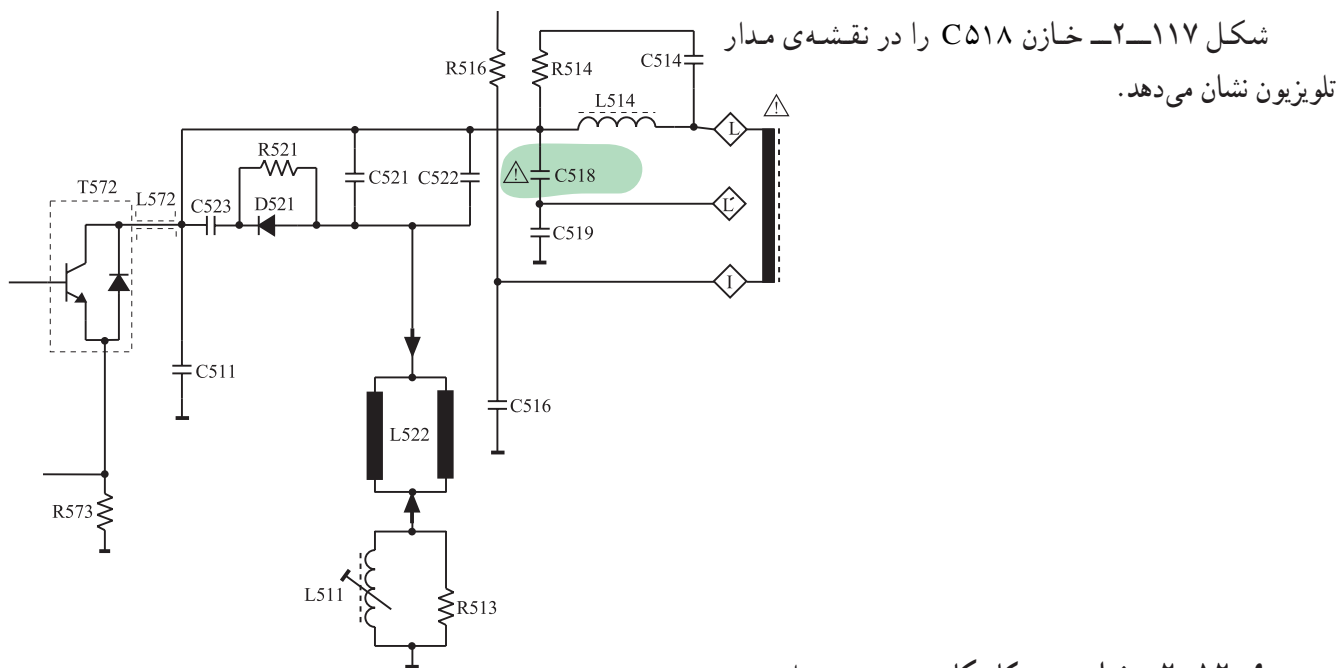 شکل ۱۱۷ــ۲ــ خازن C۵۱۸ را در نقشه‌ی مدار
تلویزیون نشان می‌دهد.
R516
R514
C514
L514
L
R521
C521
C522
C518
T572
L572
C523
D521
L′
C519
I
C511
C516
L522
R573
L511
R513